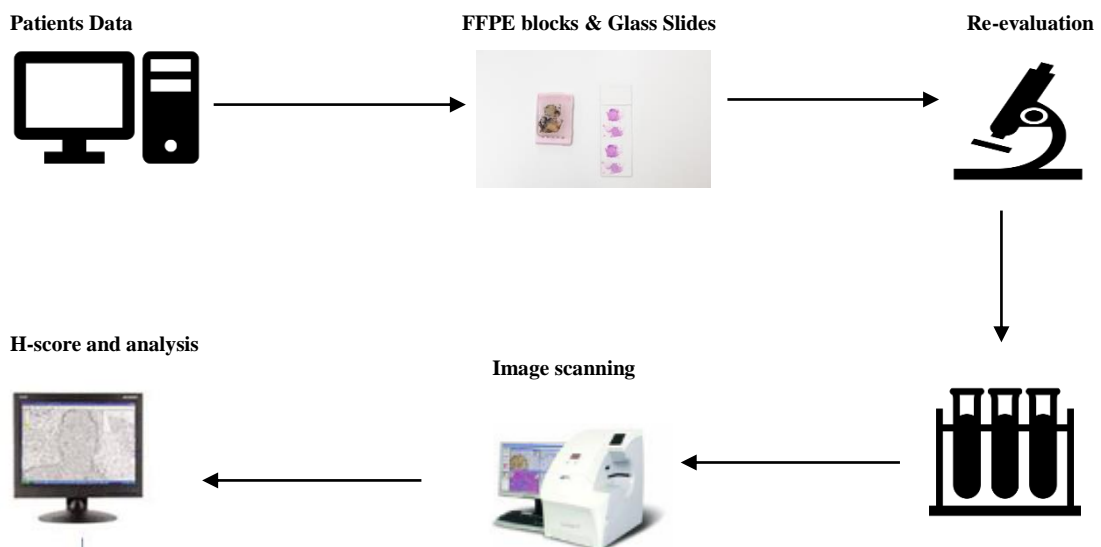 Patients Data
FFPE blocks & Glass Slides
Re-evaluation
H-score and analysis
Image scanning